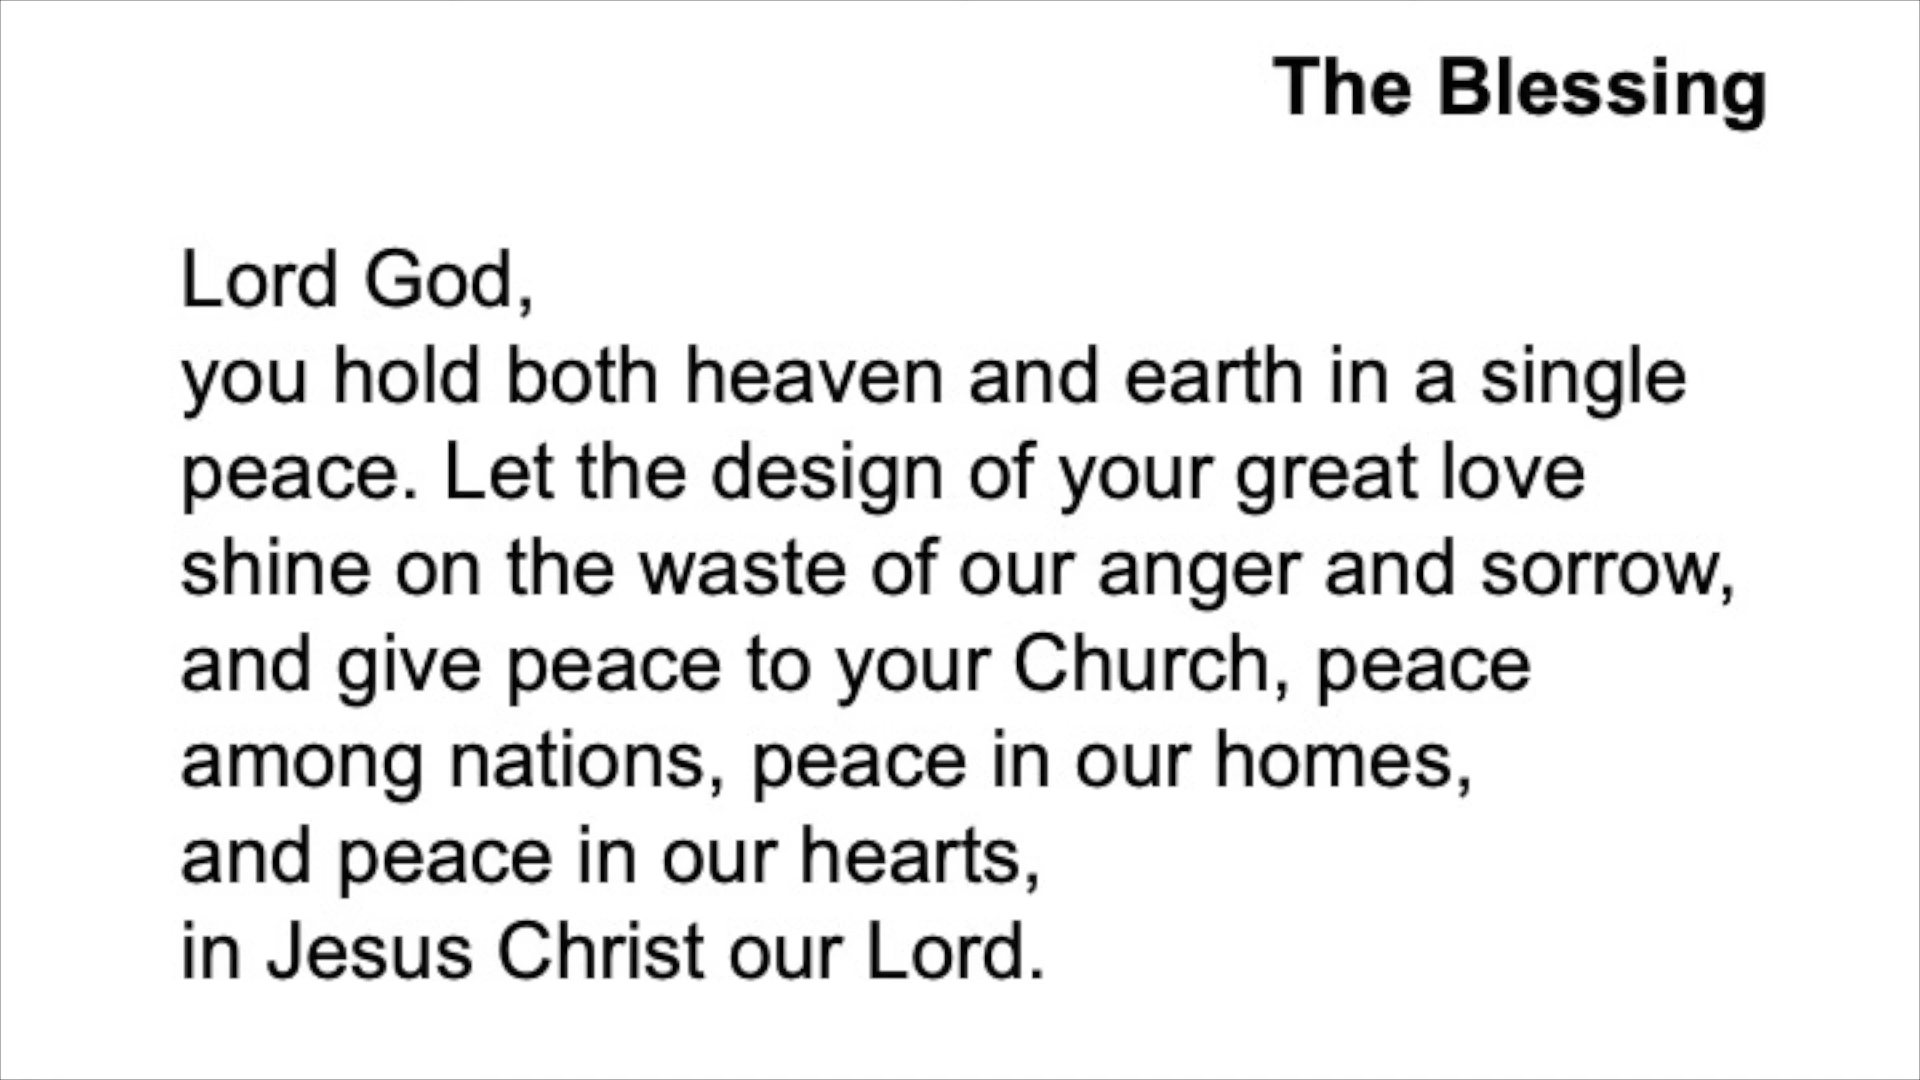 The Blessing
Lord God,
you hold both heaven and earth in a single
peace. Let the design of your great love
shine on the waste of our anger and sorrow,
and give peace to your Church, peace
among nations, peace in our homes,
and peace in our hearts,
in Jesus Christ our Lord.